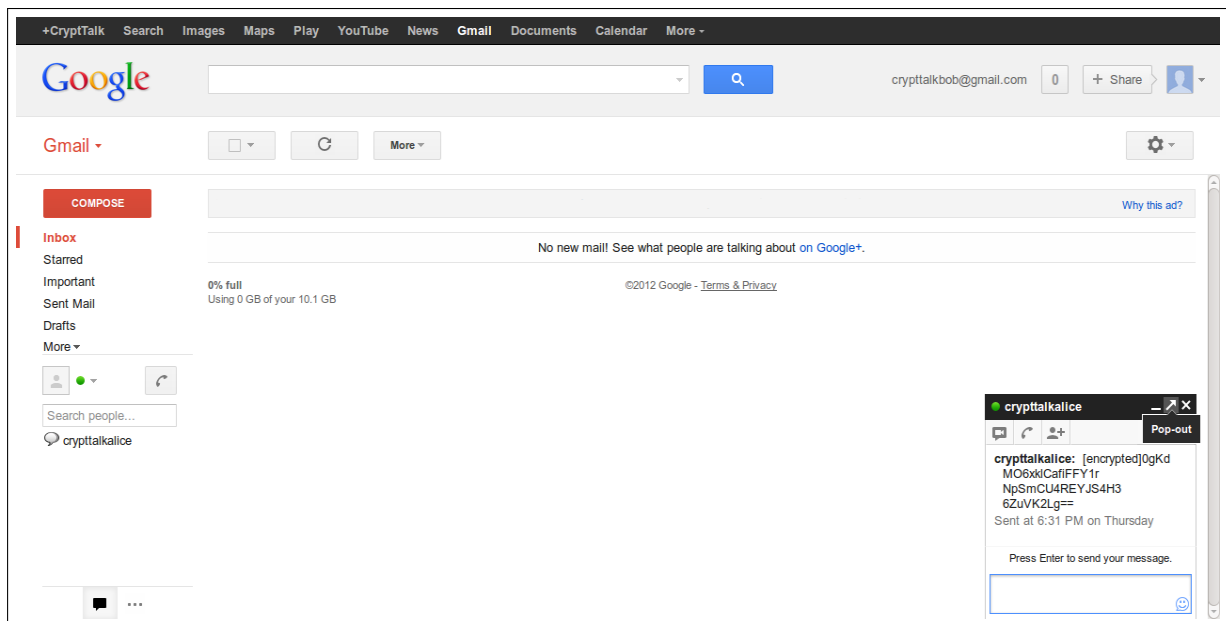 +CryptTalk Search Images Maps Play YouTube News Gmail Documents Calendar More
Google
crypttalkbob@gmail.com 0 + Share
Gmail
More
COMPOSE
Why this ad?
Inbox
No new mail! See what people are talking about on Google+.
Starred
Important
0% full
©2012 Google - Terms & Privacy
Using 0 GB of your 10.1 GB
Sent Mail
Drafts
More
Search people...
crypttalkalice
crypttalkalice
Pop-out
crypttalkalice: [encrypted]0gKd
MO6xklCafiFFY1r
NpSmCU4REYJS4H3
6ZuVK2Lg==
Sent at 6:31 PM on Thursday
Press Enter to send your message.